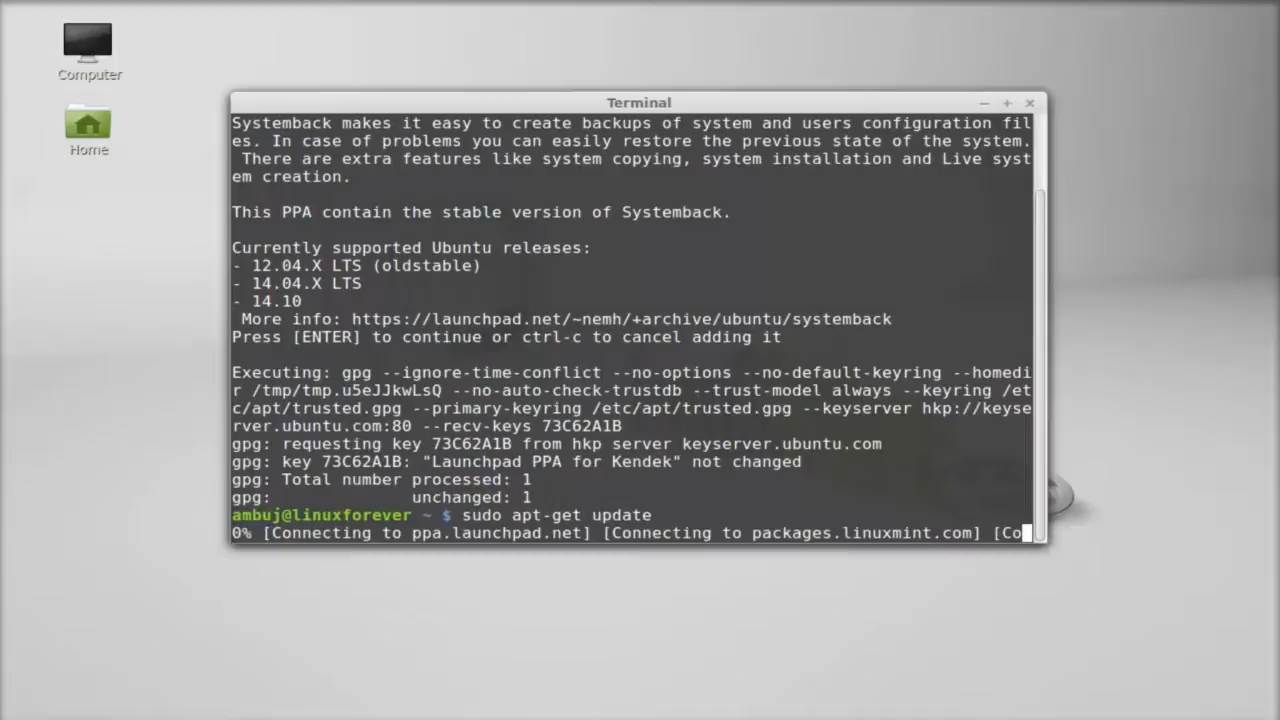 Computer
Home
Terminal
Systemback makes it easy to create backups of system and users configuration fil
es. In case of problems you can easily restore the previous state of the system.
 There are extra features like system copying, system installation and Live syst
em creation.
This PPA contain the stable version of Systemback.
Currently supported Ubuntu releases:
- 12.04.X LTS (oldstable)
- 14.04.X LTS
- 14.10
 More info: https://launchpad.net/~nemh/+archive/ubuntu/systemback
Press [ENTER] to continue or ctrl-c to cancel adding it
Executing: gpg --ignore-time-conflict --no-options --no-default-keyring --homedi
r /tmp/tmp.u5eJJkwLsQ --no-auto-check-trustdb --trust-model always --keyring /et
c/apt/trusted.gpg --primary-keyring /etc/apt/trusted.gpg --keyserver hkp://keyse
rver.ubuntu.com:80 --recv-keys 73C62A1B
gpg: requesting key 73C62A1B from hkp server keyserver.ubuntu.com
gpg: key 73C62A1B: "Launchpad PPA for Kendek" not changed
gpg: Total number processed: 1
gpg:              unchanged: 1
ambuj@linuxforever ~ $ sudo apt-get update
0% [Connecting to ppa.launchpad.net] [Connecting to packages.linuxmint.com] [Co